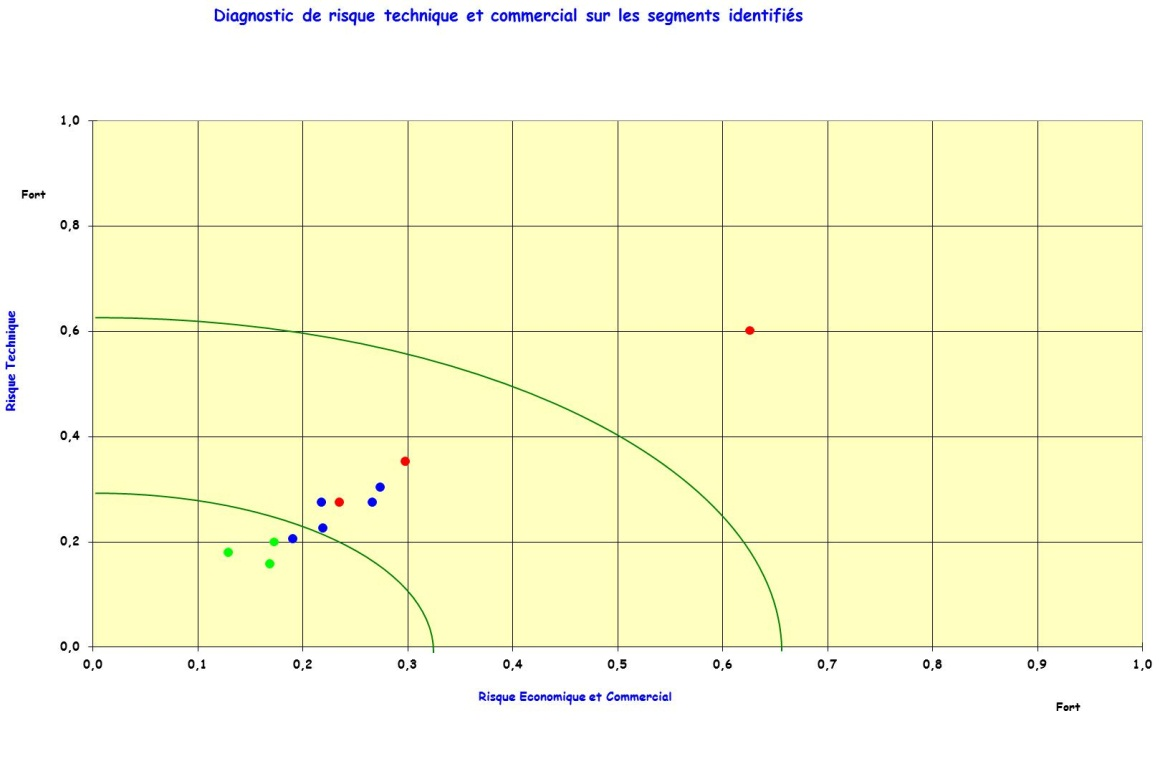 Diagnostic de risque technique et commercial sur les segments identifiés
1,0
Fort
0,8
Risque Technique
0,6
0,4
0,2
0,0
0,0 0,1 0,2 0,3 0,4 0,5 0,6 0,7 0,8 0,9 1,0
Risque Economique et Commercial
Fort